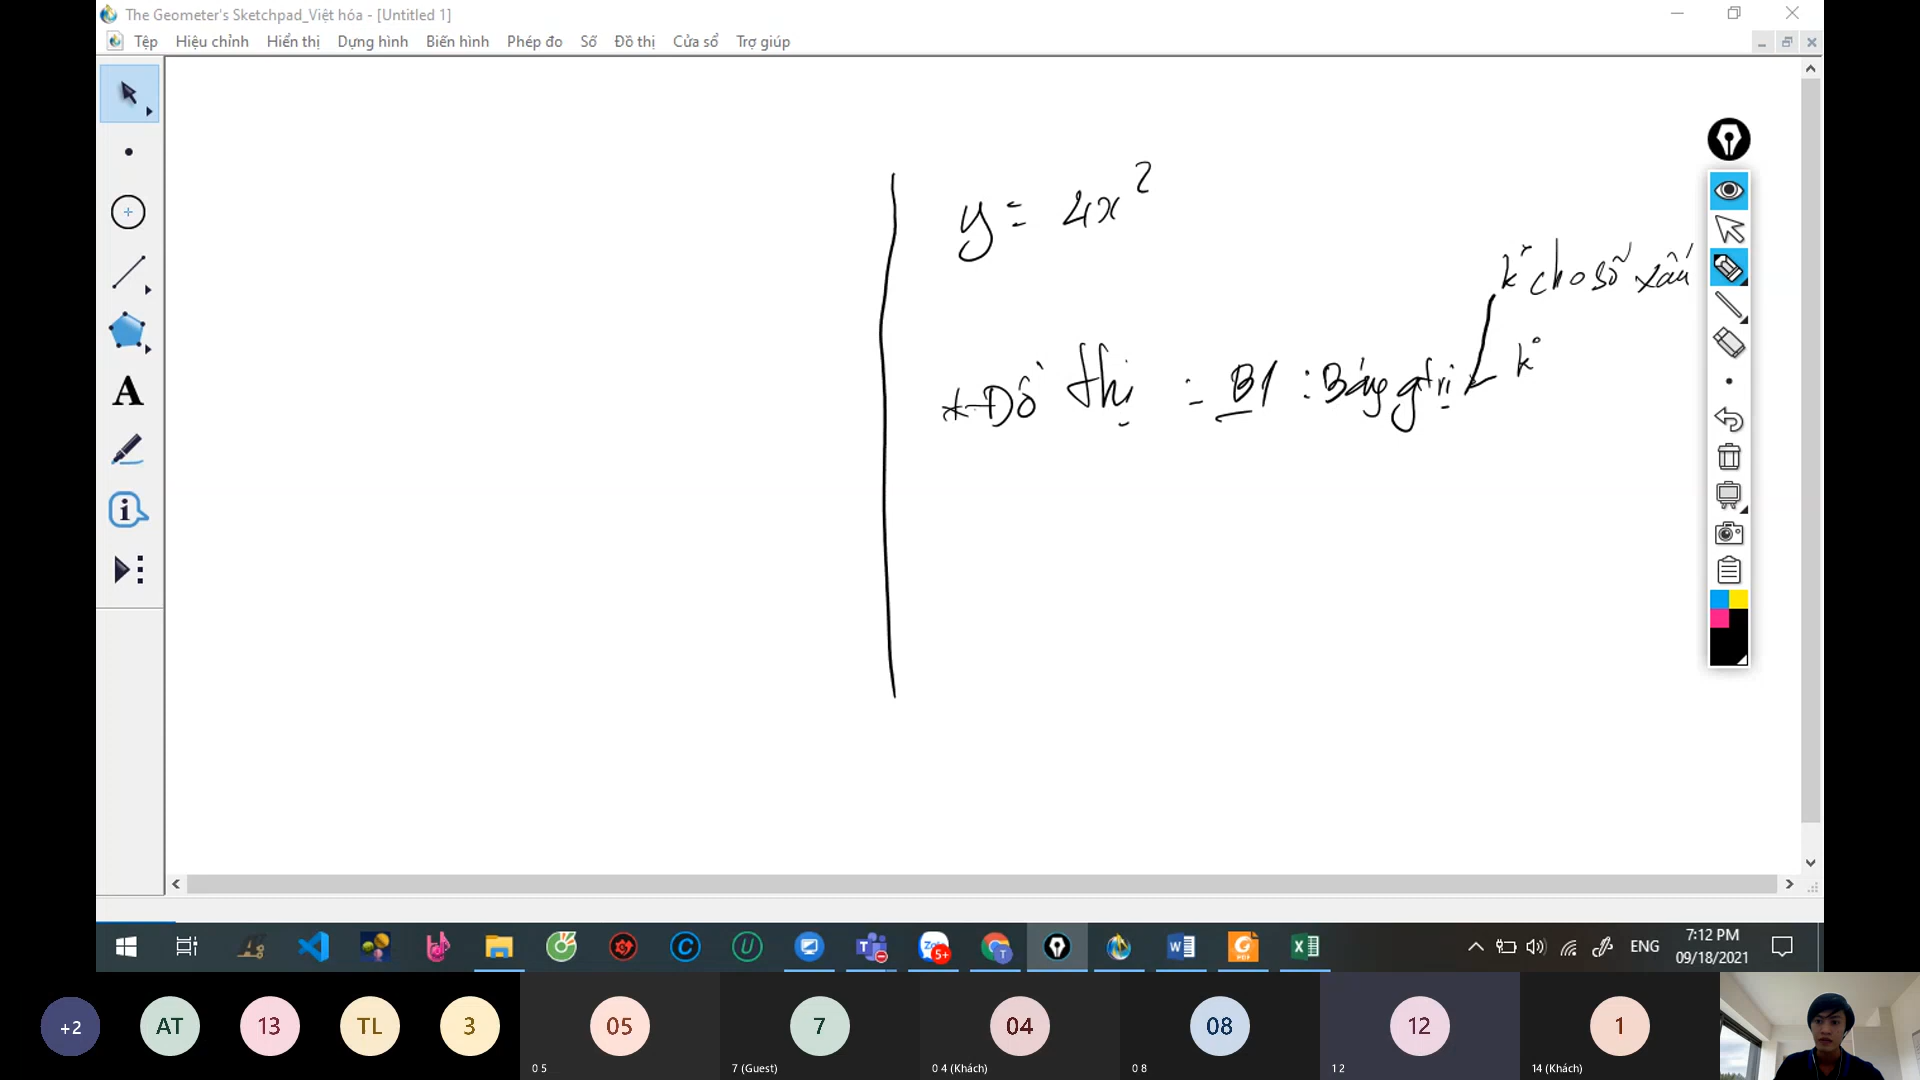 The Geometer's Sketchpad_Việt hóa - [Untitled 1]
Tệp Hiệu chỉnh Hiển thị Dựng hình Biến hình Phép đo Số Đồ thị Cửa sổ Trợ giúp
y = 4x²
k° cho số xấu
* Đồ thị : B1 : Bảng gt rị k°
A
ENG
7:12 PM
09/18/2021
+2 AT 13 TL 3 05 7 04 08 12 1
0 5 7 (Guest) 0 4 (Khách) 0 8 1 2 14 (Khách)